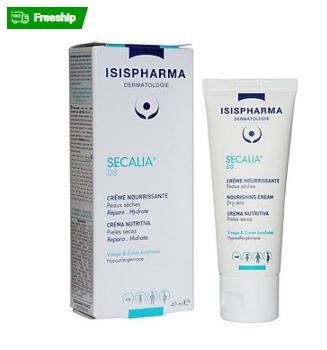 FREE
Freeship
ISISPHARMA
DERMATOLOGIE
SECALIA®
DS
CRÈME NOURRISSANTE
Peaux sèches
Répare . Hydrate
CREMA NUTRITIVA
Pieles secas
Repara . Hidrata
Visage & Zones localisées
Hypoallergénique
40 ml
ISISPHARMA
DERMATOLOGIE
SECALIA®
DS
CRÈME NOURRISSANTE
Peaux sèches
NOURISHING CREAM
Dry skin
CREMA NUTRITIVA
Pieles secas
Visage & Zones localisées
Hypoallergénique